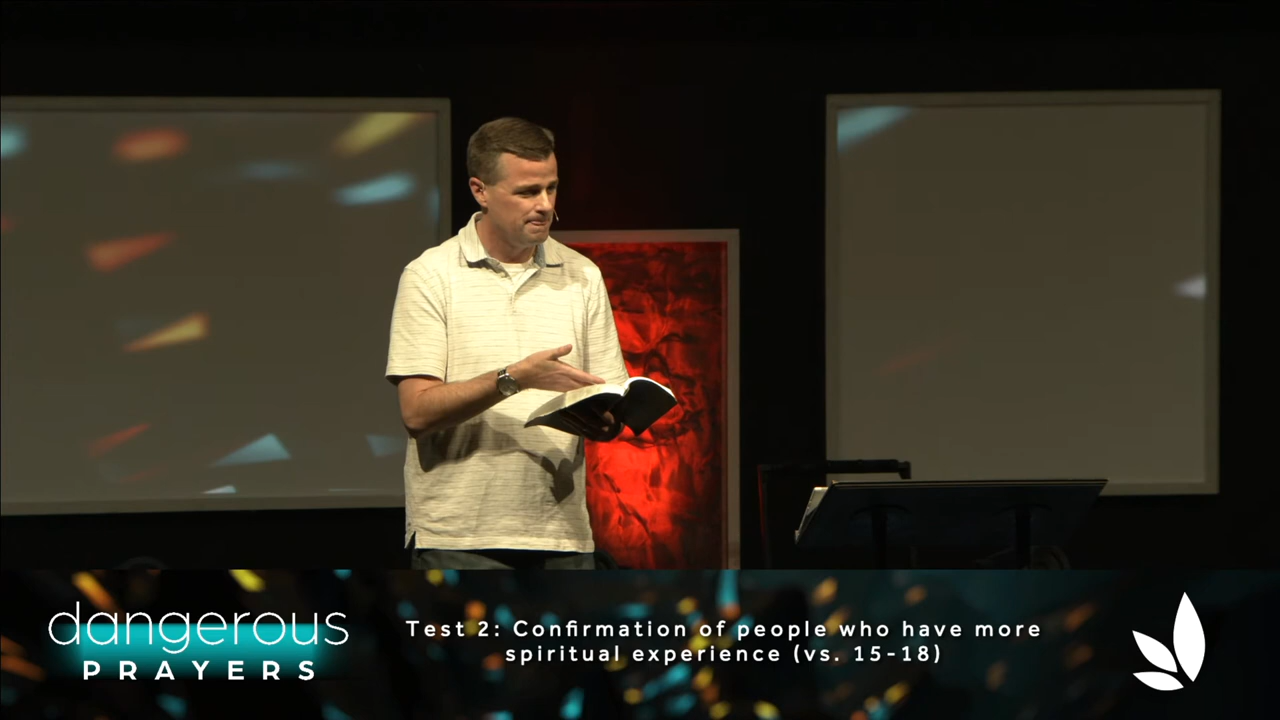 dangerous
PRAYERS
Test 2: Confirmation of people who have more
spiritual experience (vs. 15-18)